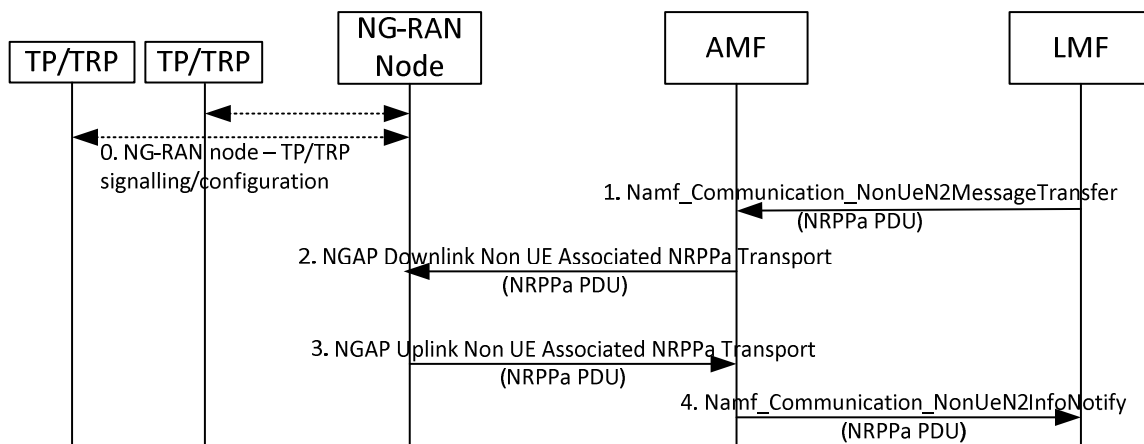 TP/TRP
TP/TRP
NG-RAN
Node
AMF
LMF
0. NG-RAN node – TP/TRP
signalling/configuration
1. Namf_Communication_NonUeN2MessageTransfer
(NRPPa PDU)
2. NGAP Downlink Non UE Associated NRPPa Transport
(NRPPa PDU)
3. NGAP Uplink Non UE Associated NRPPa Transport
(NRPPa PDU)
4. Namf_Communication_NonUeN2InfoNotify
(NRPPa PDU)